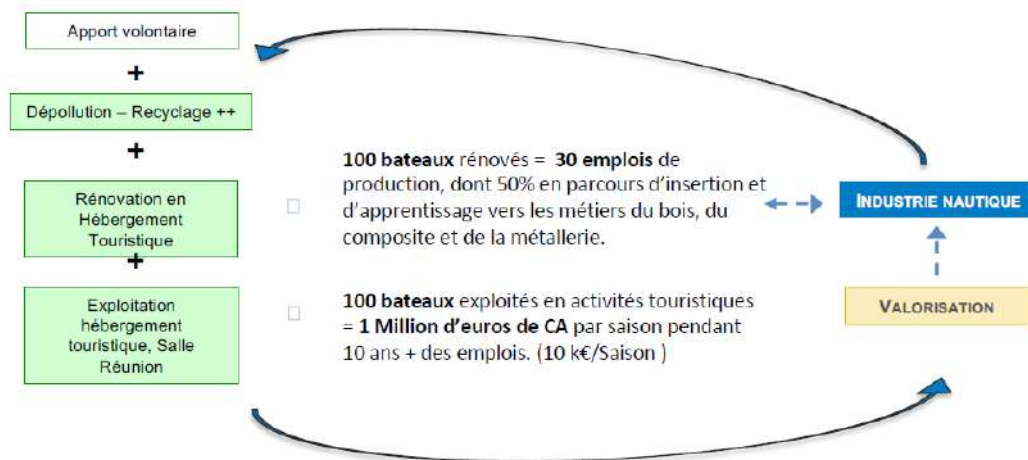 Apport volontaire
+
Dépollution – Recyclage ++
+
Rénovation en
Hébergement
Touristique
+
Exploitation
hébergement
touristique, Salle
Réunion
100 bateaux rénovés = 30 emplois de
production, dont 50% en parcours d'insertion et
d'apprentissage vers les métiers du bois, du
composite et de la métallerie.
100 bateaux exploités en activités touristiques
= 1 Million d'euros de CA par saison pendant
10 ans + des emplois. (10 k€/Saison )
INDUSTRIE NAUTIQUE
VALORISATION